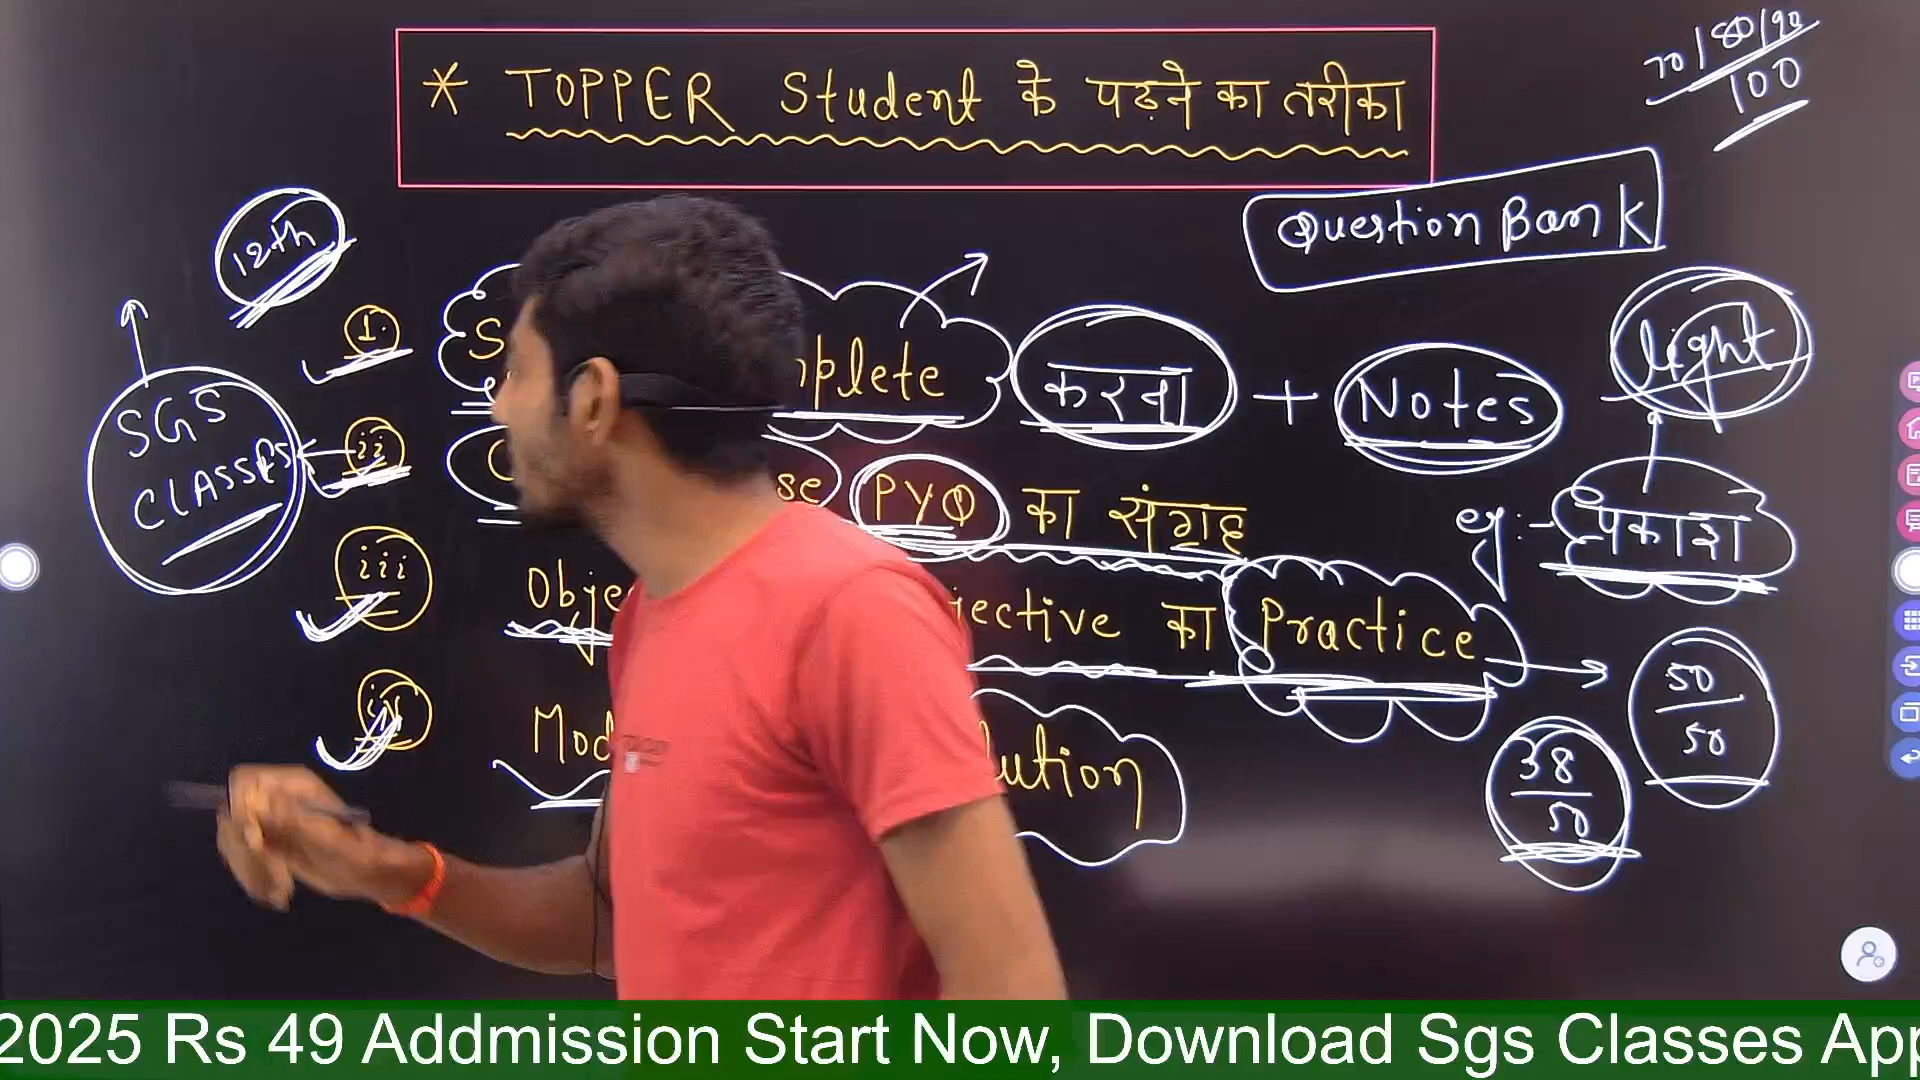 * TOPPER Student के पढ़ने का तरीका
70/80/90
100
Question Bank
12th
light
I.
plete करना + Notes
SGS
CLASSES
ii
se PYQ का संग्रह
eg:- प्रकाश
iii
Obje jective का Practice
50
50
iv
Mod lution
38
50
2025 Rs 49 Addmission Start Now, Download Sgs Classes App